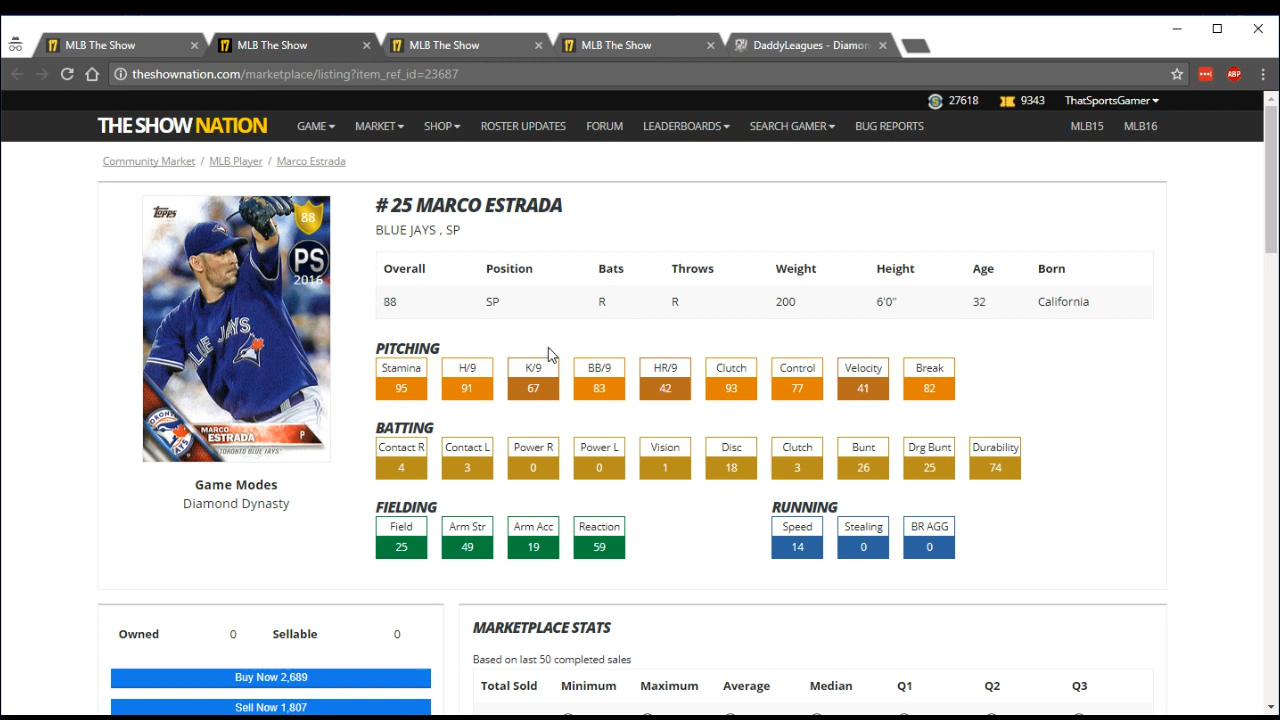 MLB The Show MLB The Show MLB The Show MLB The Show DaddyLeagues - Diamon
theshownation.com/marketplace/listing?item_ref_id=23687
27618 9343 ThatSportsGamer
THE SHOW NATION GAME MARKET SHOP ROSTER UPDATES FORUM LEADERBOARDS SEARCH GAMER BUG REPORTS MLB15 MLB16
Community Market / MLB Player / Marco Estrada
Topps
88
PS
2016
BLUE JAYS
MARCO
ESTRADA P
TORONTO BLUE JAYS
Game Modes
Diamond Dynasty
# 25 MARCO ESTRADA
BLUE JAYS , SP
Overall Position Bats Throws Weight Height Age Born
88 SP R R 200 6'0" 32 California
PITCHING
Stamina H/9 K/9 BB/9 HR/9 Clutch Control Velocity Break
95 91 67 83 42 93 77 41 82
BATTING
Contact R Contact L Power R Power L Vision Disc Clutch Bunt Drg Bunt Durability
4 3 0 0 1 18 3 26 25 74
FIELDING RUNNING
Field Arm Str Arm Acc Reaction Speed Stealing BR AGG
25 49 19 59 14 0 0
Owned 0 Sellable 0
Buy Now 2,689
Sell Now 1,807
MARKETPLACE STATS
Based on last 50 completed sales
Total Sold Minimum Maximum Average Median Q1 Q2 Q3